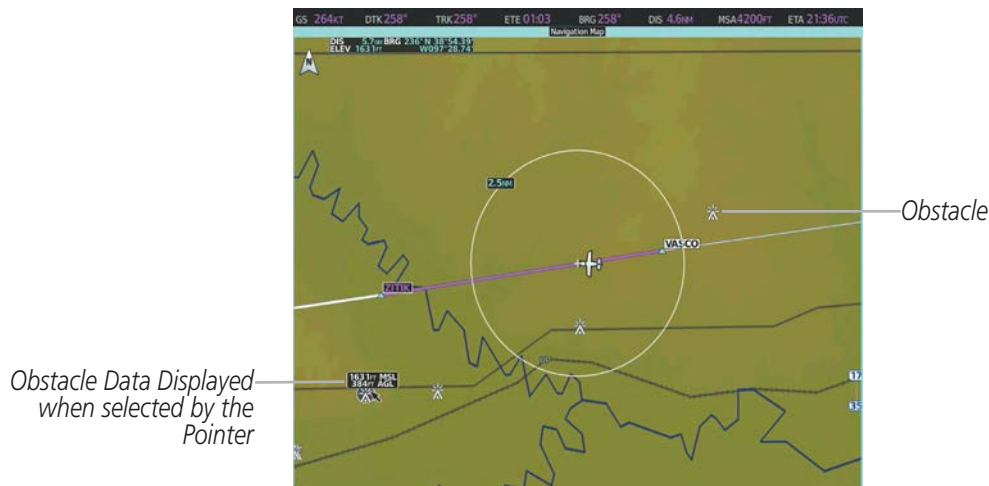 GS 264KT DTK 258° TRK 258° ETE 01:03 BRG 258° DIS 4.6NM MSA 4200FT ETA 21:36UTC
Navigation Map
DIS 5.7NM BRG 236° N 38°54.39'
ELEV 1631FT W097°28.74'
N
2.5NM
Obstacle
VASCO
ZITIK
17
1631FT MSL
384FT AGL
Obstacle Data Displayed
when selected by the
Pointer
35